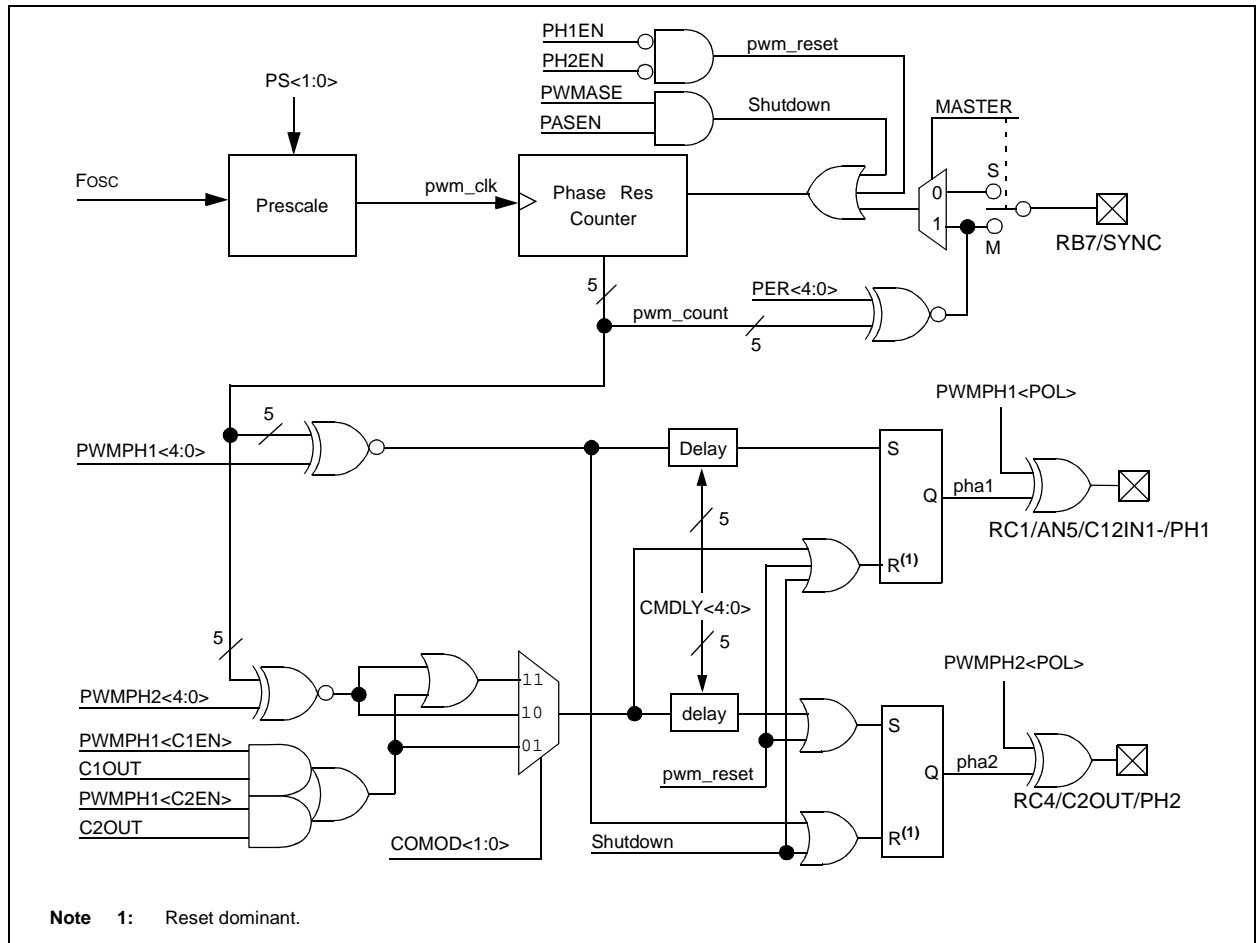 PH1EN
PH2EN
pwm_reset
PS<1:0>
PWMASE
PASEN
Shutdown
MASTER
FOSC
Prescale
pwm_clk
Phase Res
Counter
0
1
S
M
RB7/SYNC
5
PER<4:0>
pwm_count
5
PWMPH1<POL>
5
PWMPH1<4:0>
Delay
S
Q
pha1
5
RC1/AN5/C12IN1-/PH1
R(1)
CMDLY<4:0>
5
5
PWMPH2<POL>
PWMPH2<4:0>
11
10
01
delay
S
PWMPH1<C1EN>
C1OUT
PWMPH1<C2EN>
C2OUT
pwm_reset
Q
pha2
RC4/C2OUT/PH2
COMOD<1:0>
Shutdown
R(1)
Note 1: Reset dominant.